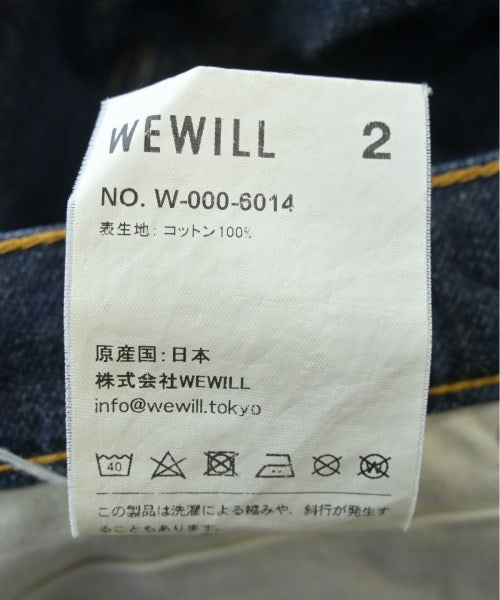 WEWILL 2
NO. W-000-6014
表生地：コットン100%
原産国：日本
株式会社WEWILL
info@wewill.tokyo
40 W
この製品は洗濯による縮みや、斜行が発生す
ることもあります。